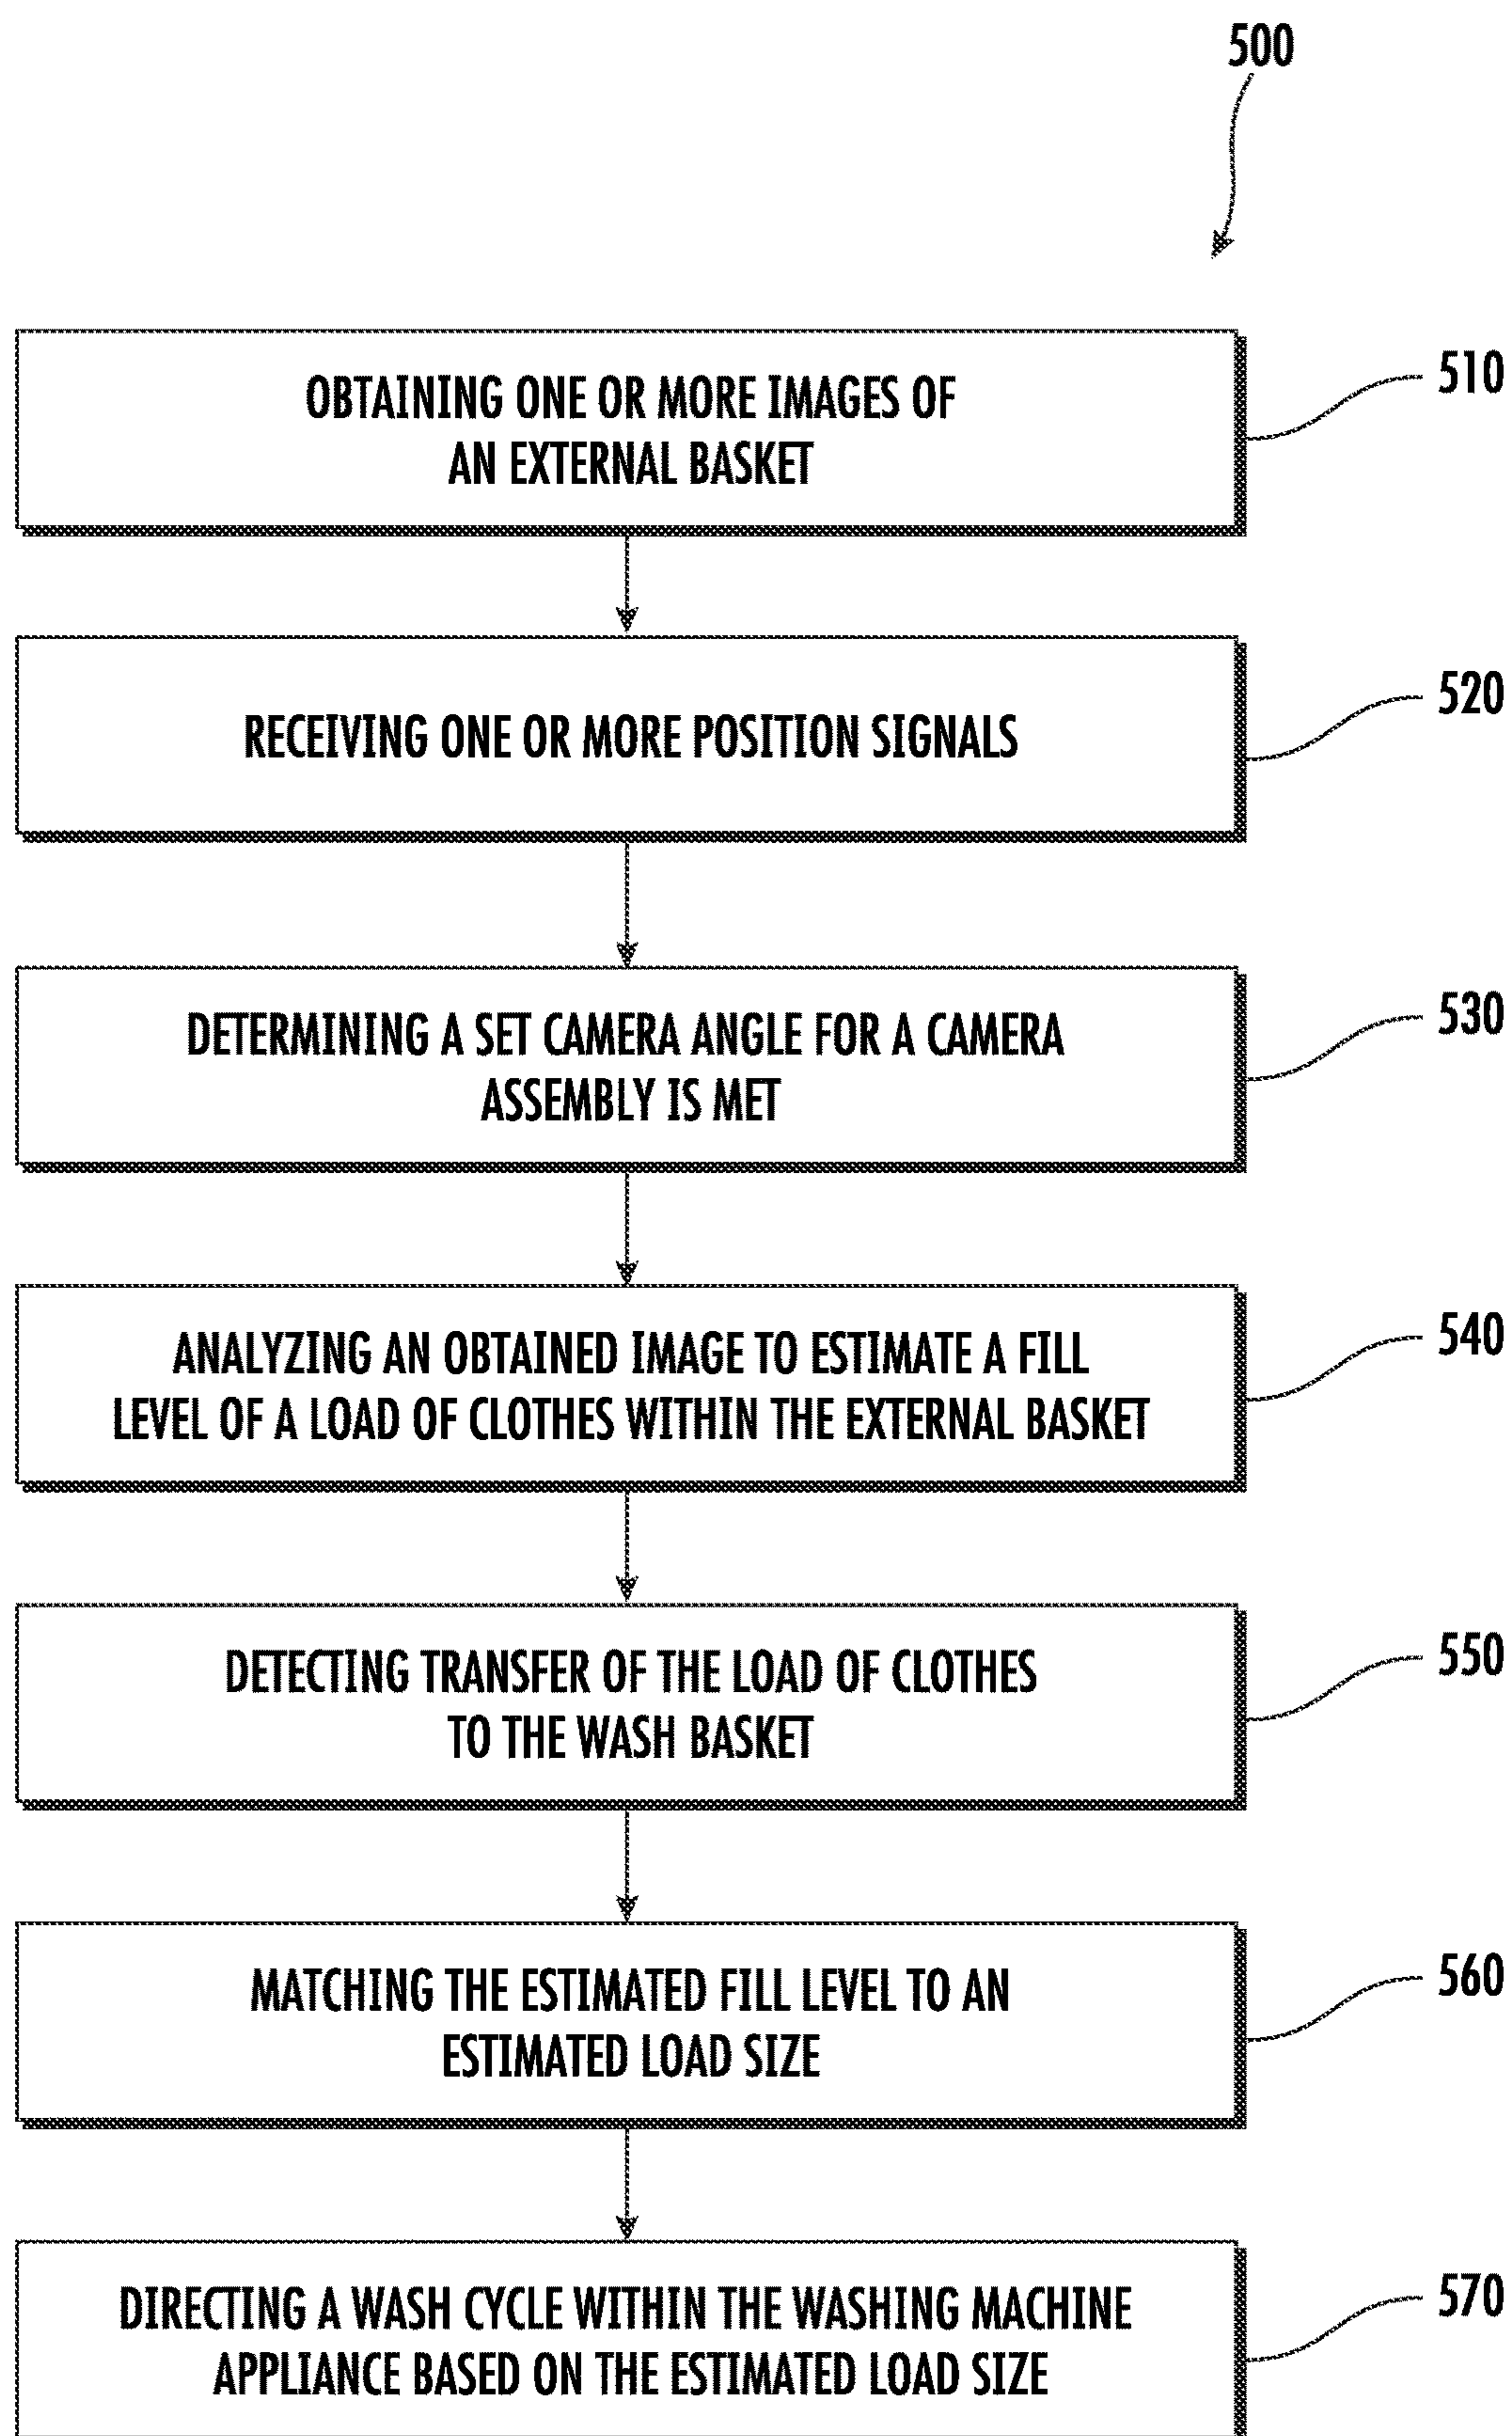 500
OBTAINING ONE OR MORE IMAGES OF
AN EXTERNAL BASKET
510
RECEIVING ONE OR MORE POSITION SIGNALS
520
DETERMINING A SET CAMERA ANGLE FOR A CAMERA
ASSEMBLY IS MET
530
ANALYZING AN OBTAINED IMAGE TO ESTIMATE A FILL
LEVEL OF A LOAD OF CLOTHES WITHIN THE EXTERNAL BASKET
540
DETECTING TRANSFER OF THE LOAD OF CLOTHES
TO THE WASH BASKET
550
MATCHING THE ESTIMATED FILL LEVEL TO AN
ESTIMATED LOAD SIZE
560
DIRECTING A WASH CYCLE WITHIN THE WASHING MACHINE
APPLIANCE BASED ON THE ESTIMATED LOAD SIZE
570